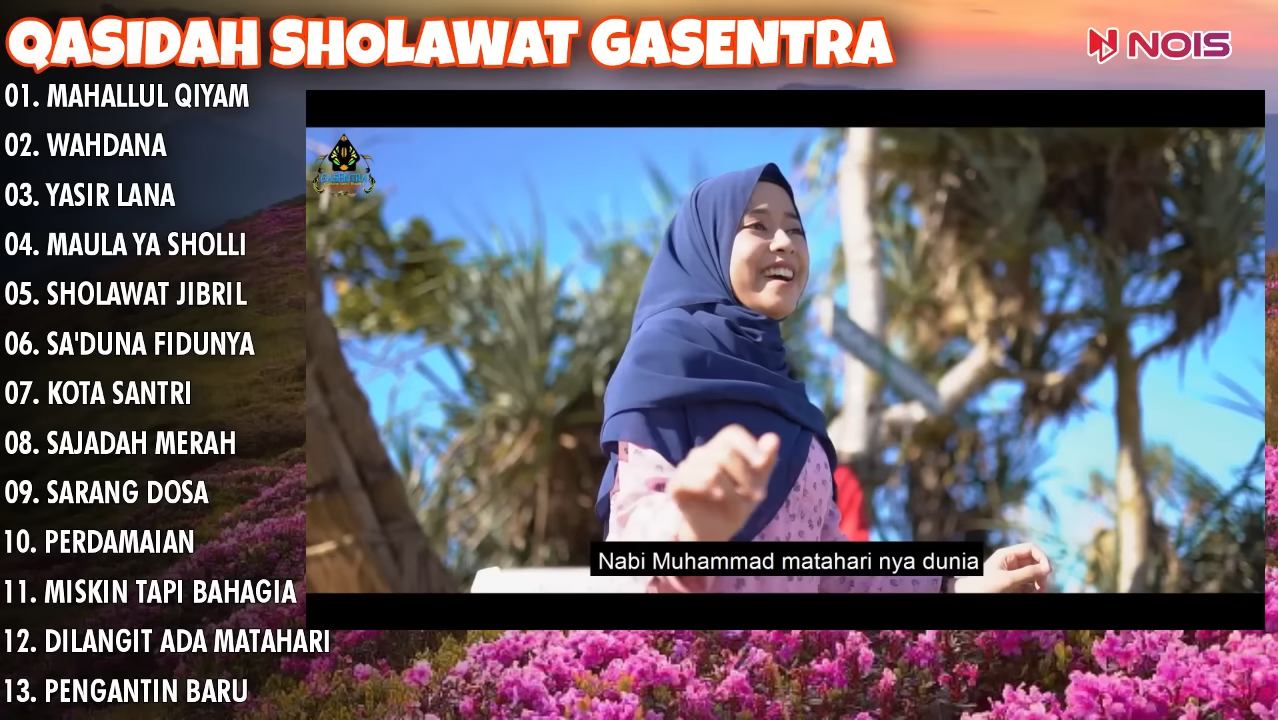 QASIDAH SHOLAWAT GASENTRA
NOIS
01. MAHALLUL QIYAM
02. WAHDANA
03. YASIR LANA
04. MAULA YA SHOLLI
05. SHOLAWAT JIBRIL
06. SA'DUNA FIDUNYA
07. KOTA SANTRI
08. SAJADAH MERAH
09. SARANG DOSA
10. PERDAMAIAN
11. MISKIN TAPI BAHAGIA
12. DILANGIT ADA MATAHARI
13. PENGANTIN BARU
GASENTRA
Nabi Muhammad matahari nya dunia